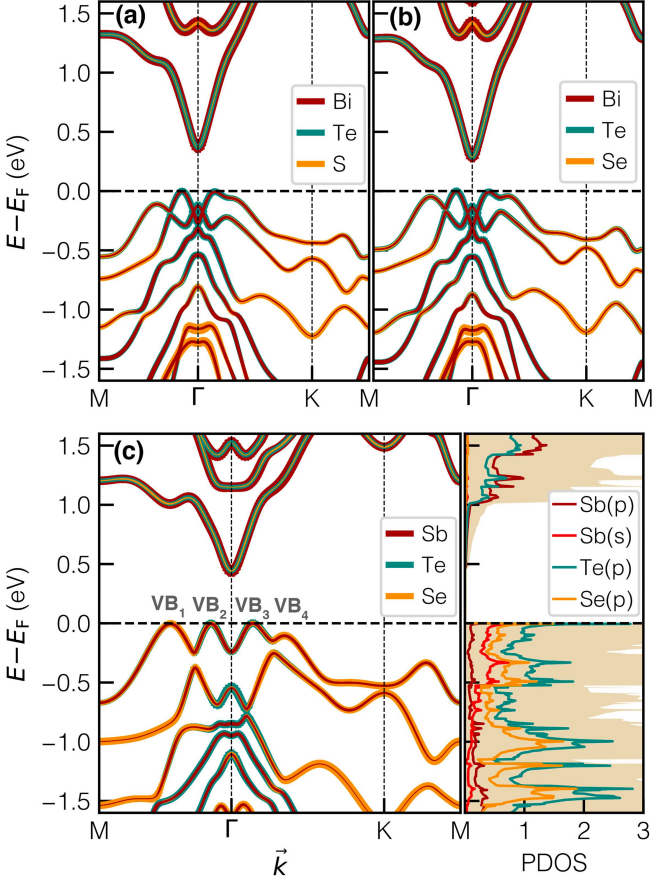 (a)
(b)
1.5
1.0
0.5
0.0
−0.5
−1.0
−1.5
E−E_F (eV)
Bi
Te
S
Bi
Te
Se
M
Γ
K
M
M
Γ
K
M
(c)
1.5
1.0
0.5
0.0
−0.5
−1.0
−1.5
E−E_F (eV)
Sb
Te
Se
VB₁ VB₂ VB₃ VB₄
Sb(p)
Sb(s)
Te(p)
Se(p)
M
Γ
K
M
1
2
3
k⃗
PDOS